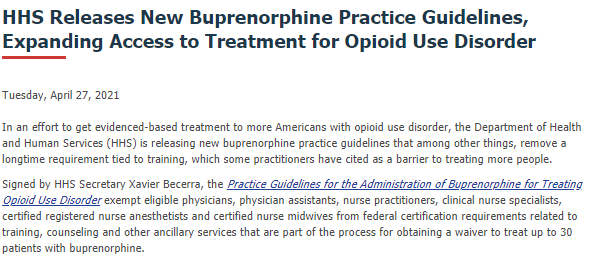 HHS Releases New Buprenorphine Practice Guidelines,
Expanding Access to Treatment for Opioid Use Disorder
Tuesday, April 27, 2021
In an effort to get evidenced-based treatment to more Americans with opioid use disorder, the Department of Health
and Human Services (HHS) is releasing new buprenorphine practice guidelines that among other things, remove a
longtime requirement tied to training, which some practitioners have cited as a barrier to treating more people.
Signed by HHS Secretary Xavier Becerra, the Practice Guidelines for the Administration of Buprenorphine for Treating
Opioid Use Disorder exempt eligible physicians, physician assistants, nurse practitioners, clinical nurse specialists,
certified registered nurse anesthetists and certified nurse midwives from federal certification requirements related to
training, counseling and other ancillary services that are part of the process for obtaining a waiver to treat up to 30
patients with buprenorphine.